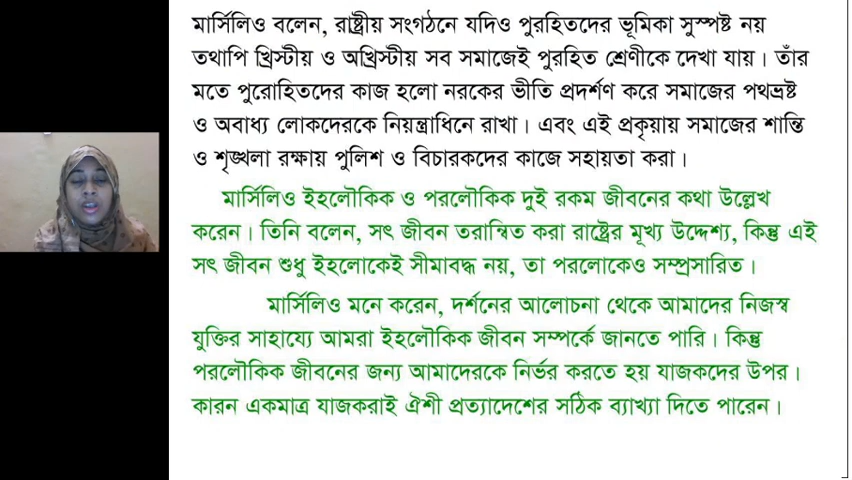 মার্সিলিও বলেন, রাষ্ট্রীয় সংগঠনে যদিও পুরহিতদের ভূমিকা সুস্পষ্ট নয়
তথাপি খ্রিস্টীয় ও অখ্রিস্টীয় সব সমাজেই পুরহিত শ্রেণীকে দেখা যায়। তাঁর
মতে পুরোহিতদের কাজ হলো নরকের ভীতি প্রদর্শণ করে সমাজের পথভ্রষ্ট
ও অবাধ্য লোকদেরকে নিয়ন্ত্রাধিনে রাখা। এবং এই প্রকৃয়ায় সমাজের শান্তি
ও শৃঙ্খলা রক্ষায় পুলিশ ও বিচারকদের কাজে সহায়তা করা।
মার্সিলিও ইহলৌকিক ও পরলৌকিক দুই রকম জীবনের কথা উল্লেখ
করেন। তিনি বলেন, সৎ জীবন তরান্বিত করা রাষ্ট্রের মূখ্য উদ্দেশ্য, কিন্তু এই
সৎ জীবন শুধু ইহলোকেই সীমাবদ্ধ নয়, তা পরলোকেও সম্প্রসারিত।
মার্সিলিও মনে করেন, দর্শনের আলোচনা থেকে আমাদের নিজস্ব
যুক্তির সাহায্যে আমরা ইহলৌকিক জীবন সম্পর্কে জানতে পারি। কিন্তু
পরলৌকিক জীবনের জন্য আমাদেরকে নির্ভর করতে হয় যাজকদের উপর।
কারন একমাত্র যাজকরাই ঐশী প্রত্যাদেশের সঠিক ব্যাখ্যা দিতে পারেন।